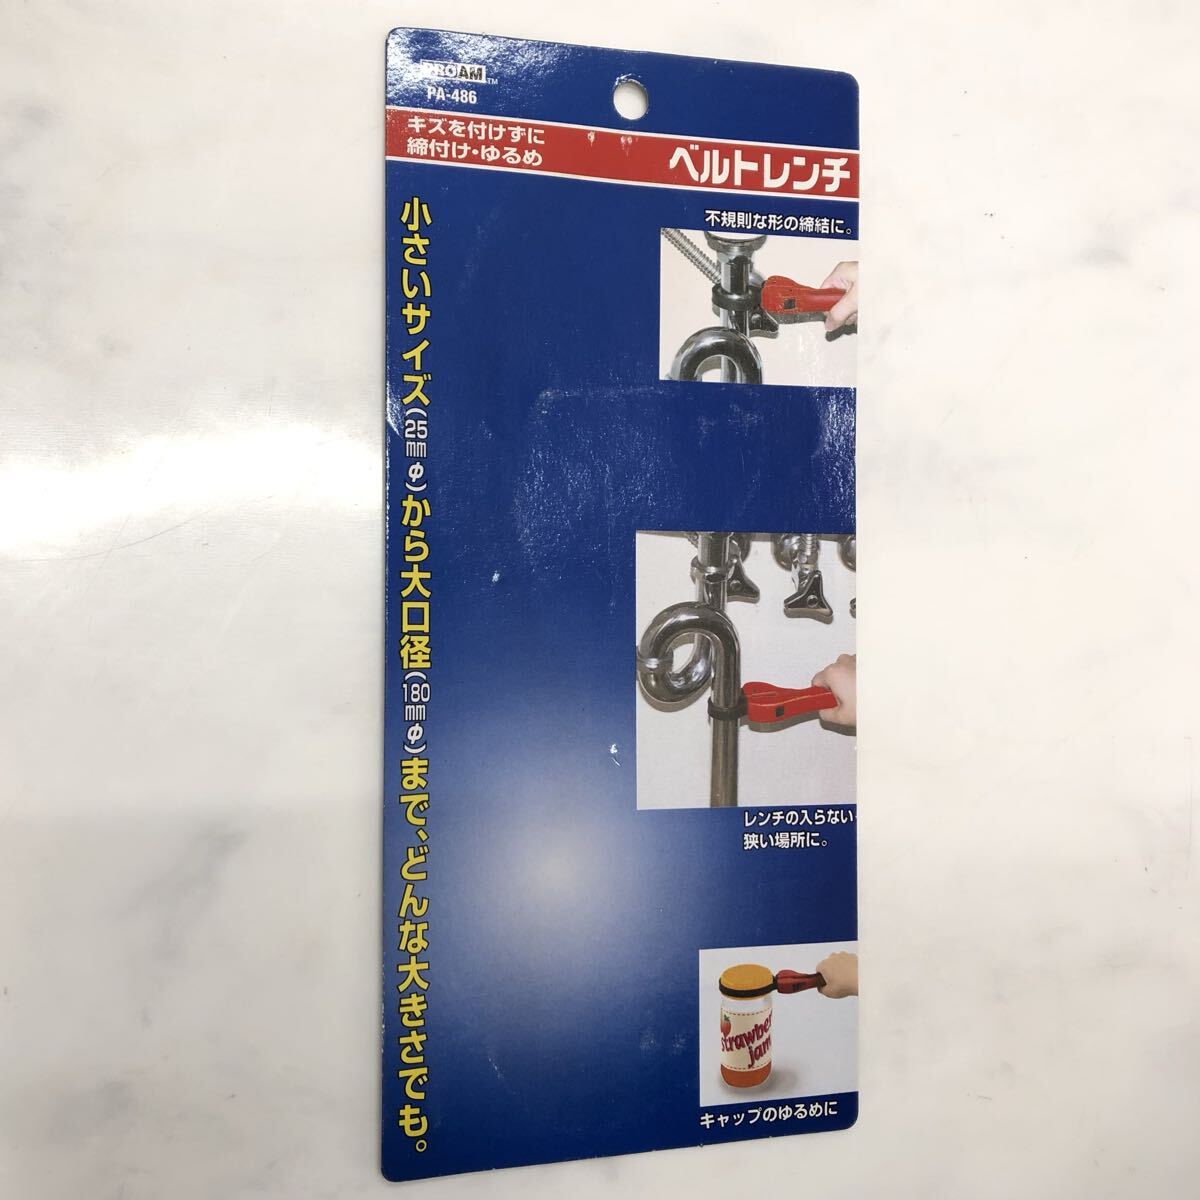 PROAM™
PA-486
キズを付けずに
締付け・ゆるめ
ベルトレンチ
小さいサイズ(25mmφ)から大口径(180mmφ)まで、どんな大きさでも。
不規則な形の締結に。
レンチの入らない
狭い場所に。
strawber
jam
キャップのゆるめに